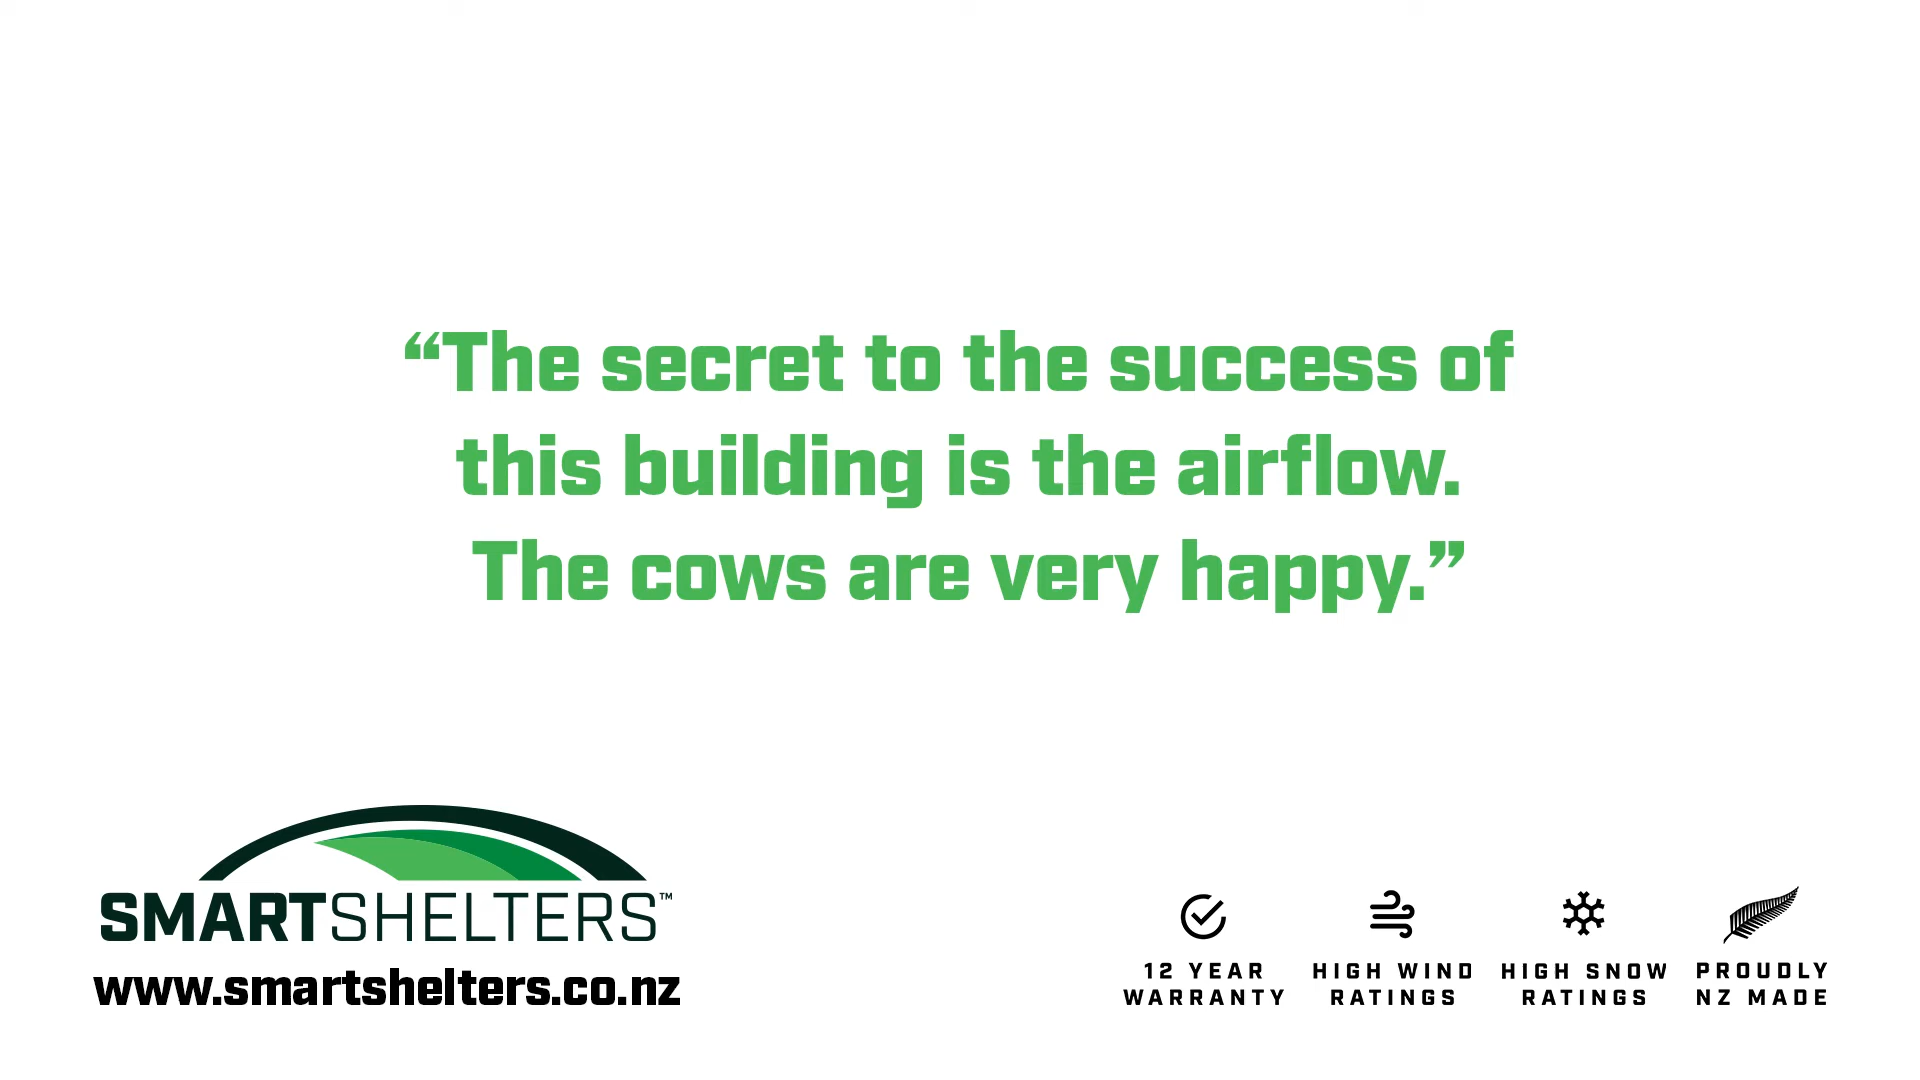 “The secret to the success of
this building is the airflow.
The cows are very happy.”
SMARTSHELTERS™
www.smartshelters.co.nz
12 YEAR
WARRANTY
HIGH WIND
RATINGS
HIGH SNOW
RATINGS
PROUDLY
NZ MADE